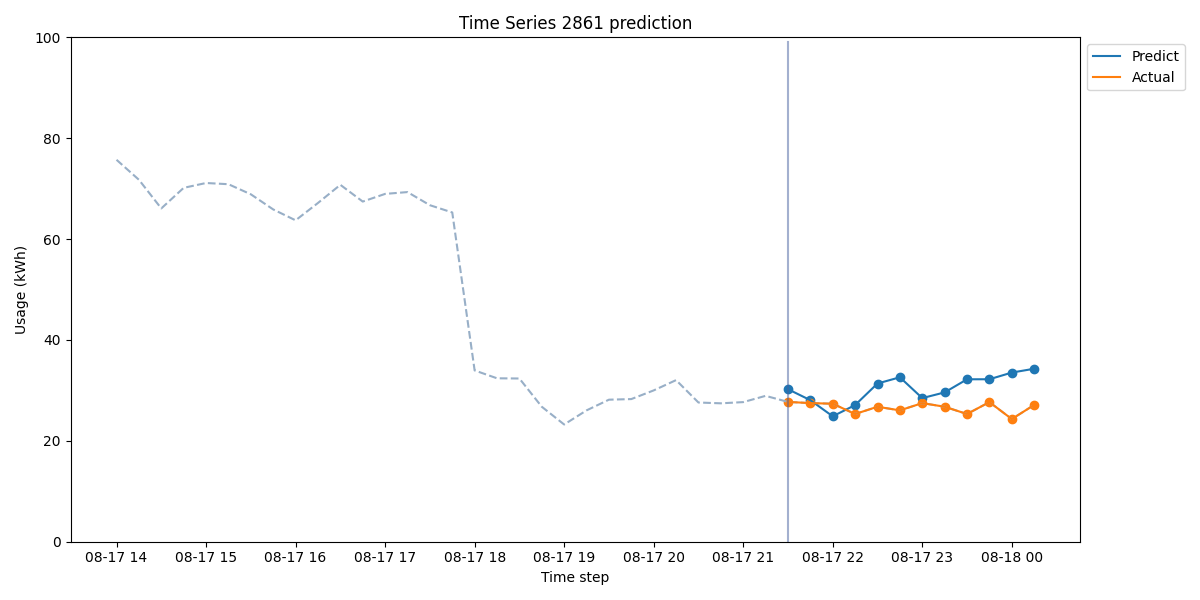 Time Series 2861 prediction
Predict
Actual
100
80
60
40
20
0
Usage (kWh)
08-17 14 08-17 15 08-17 16 08-17 17 08-17 18 08-17 19 08-17 20 08-17 21 08-17 22 08-17 23 08-18 00
Time step